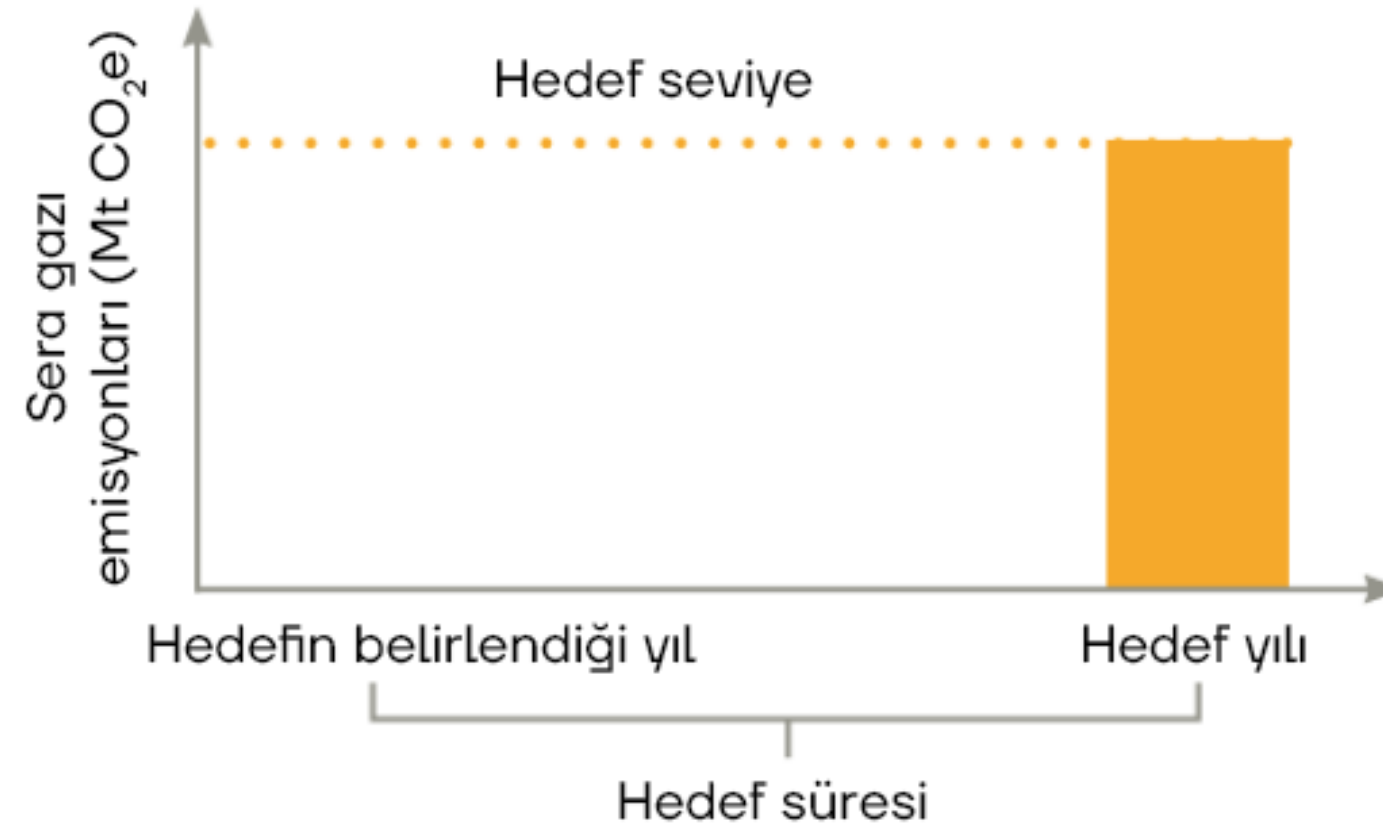 Sera gazı
emisyonları (Mt CO₂e)
Hedef seviye
Hedefin belirlendiği yıl
Hedef yılı
Hedef süresi